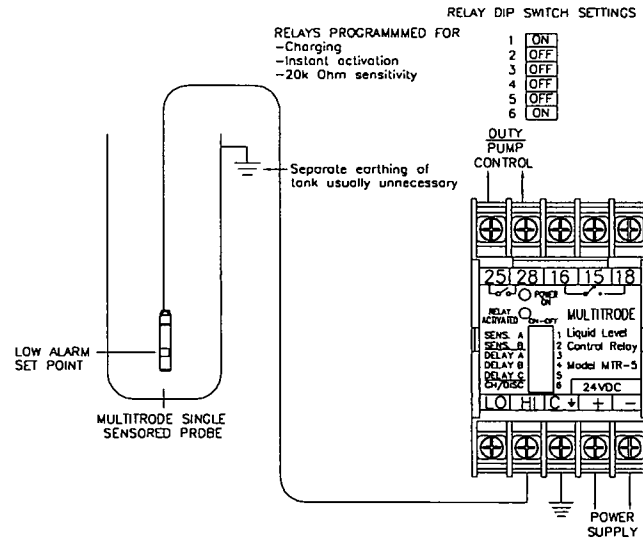 RELAY DIP SWITCH SETTINGS
1 ON
2 OFF
3 OFF
4 OFF
5 OFF
6 ON
RELAYS PROGRAMMMED FOR
-Charging
-Instant activation
-20k Ohm sensitivity
DUTY
PUMP
CONTROL
Separate earthing of
tank usually unnecessary
25 28 16 15 18
POWER
ON
RELAY
ACTIVATED
ON-OFF
MULTITRODE
SENS. A 1 Liquid Level
SENS. B 2 Control Relay
DELAY A 3
DELAY B 4 Model MTR-5
DELAY C 5
CH/DISC 6 24VDC
LO HI C + −
LOW ALARM
SET POINT
MULTITRODE SINGLE
SENSORED PROBE
POWER
SUPPLY